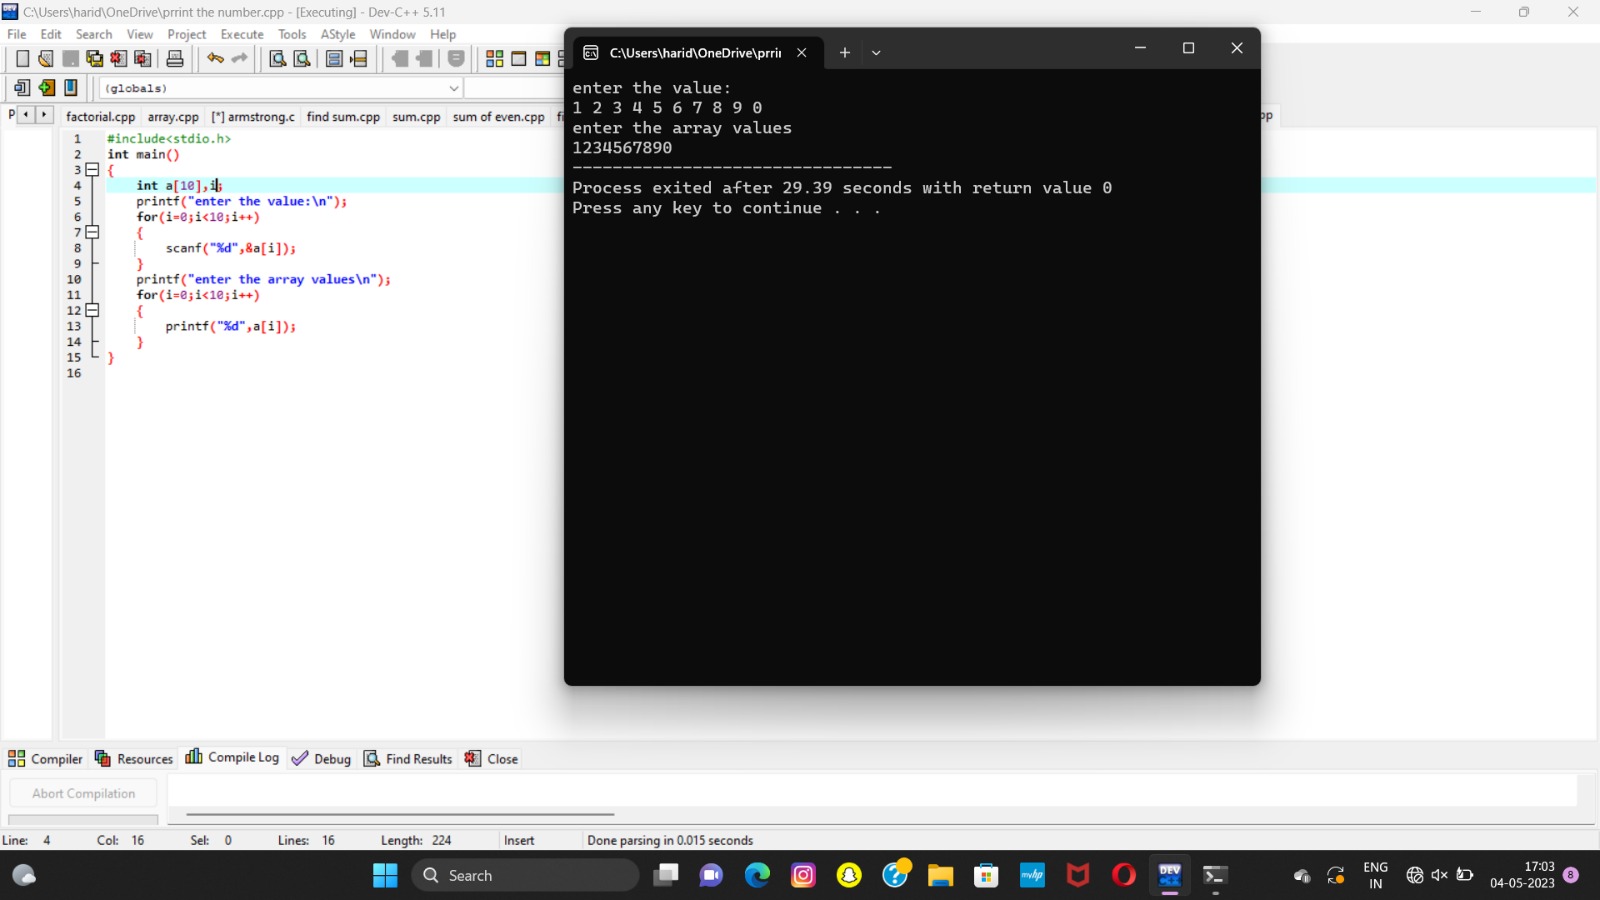 C:\Users\harid\OneDrive\prrint the number.cpp - [Executing] - Dev-C++ 5.11
File Edit Search View Project Execute Tools AStyle Window Help
(globals)
P factorial.cpp array.cpp [*] armstrong.c find sum.cpp sum.cpp sum of even.cpp
1 #include<stdio.h>
2 int main()
3 {
4 int a[10],i;
5 printf("enter the value:\n");
6 for(i=0;i<10;i++)
7 {
8 scanf("%d",&a[i]);
9 }
10 printf("enter the array values\n");
11 for(i=0;i<10;i++)
12 {
13 printf("%d",a[i]);
14 }
15 }
16
C:\Users\harid\OneDrive\prrii
enter the value:
1 2 3 4 5 6 7 8 9 0
enter the array values
1234567890
--------------------------------
Process exited after 29.39 seconds with return value 0
Press any key to continue . . .
Compiler Resources Compile Log Debug Find Results Close
Abort Compilation
Line: 4 Col: 16 Sel: 0 Lines: 16 Length: 224 Insert Done parsing in 0.015 seconds
Search
DEV
myhp
ENG
IN
17:03
04-05-2023
8